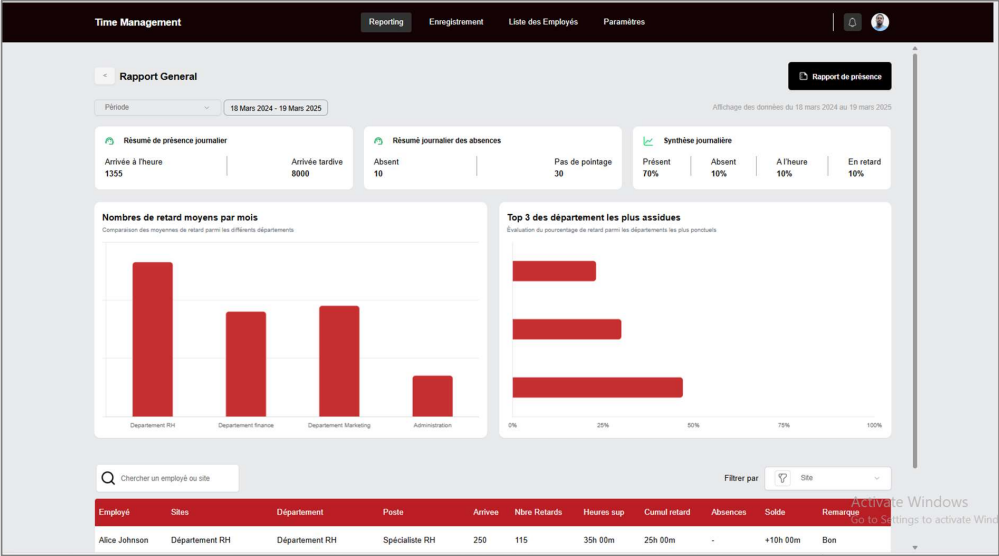 Time Management
Reporting Enregistrement Liste des Employés Paramètres
< Rapport General
Rapport de présence
Période 18 Mars 2024 - 19 Mars 2025
Affichage des données du 18 mars 2024 au 19 mars 2025
Résumé de présence journalier
Arrivée à l'heure Arrivée tardive
1355 8000
Résumé journalier des absences
Absent Pas de pointage
10 30
Synthèse journalière
Présent Absent A l'heure En retard
70% 10% 10% 10%
Nombres de retard moyens par mois
Comparaison des moyennes de retard parmi les différents départements
Departement RH Departement finance Departement Marketing Administration
Top 3 des département les plus assidues
Évaluation du pourcentage de retard parmi les départements les plus ponctuels
0% 25% 50% 75% 100%
Chercher un employé ou site
Filtrer par Site
Employé Sites Département Poste Arrivee Nbre Retards Heures sup Cumul retard Absences Solde Remarque
Alice Johnson Départment RH Départment RH Spécialiste RH 250 115 35h 00m 25h 00m - +10h 00m Bon
Activate Windows
Go to Settings to activate Wind